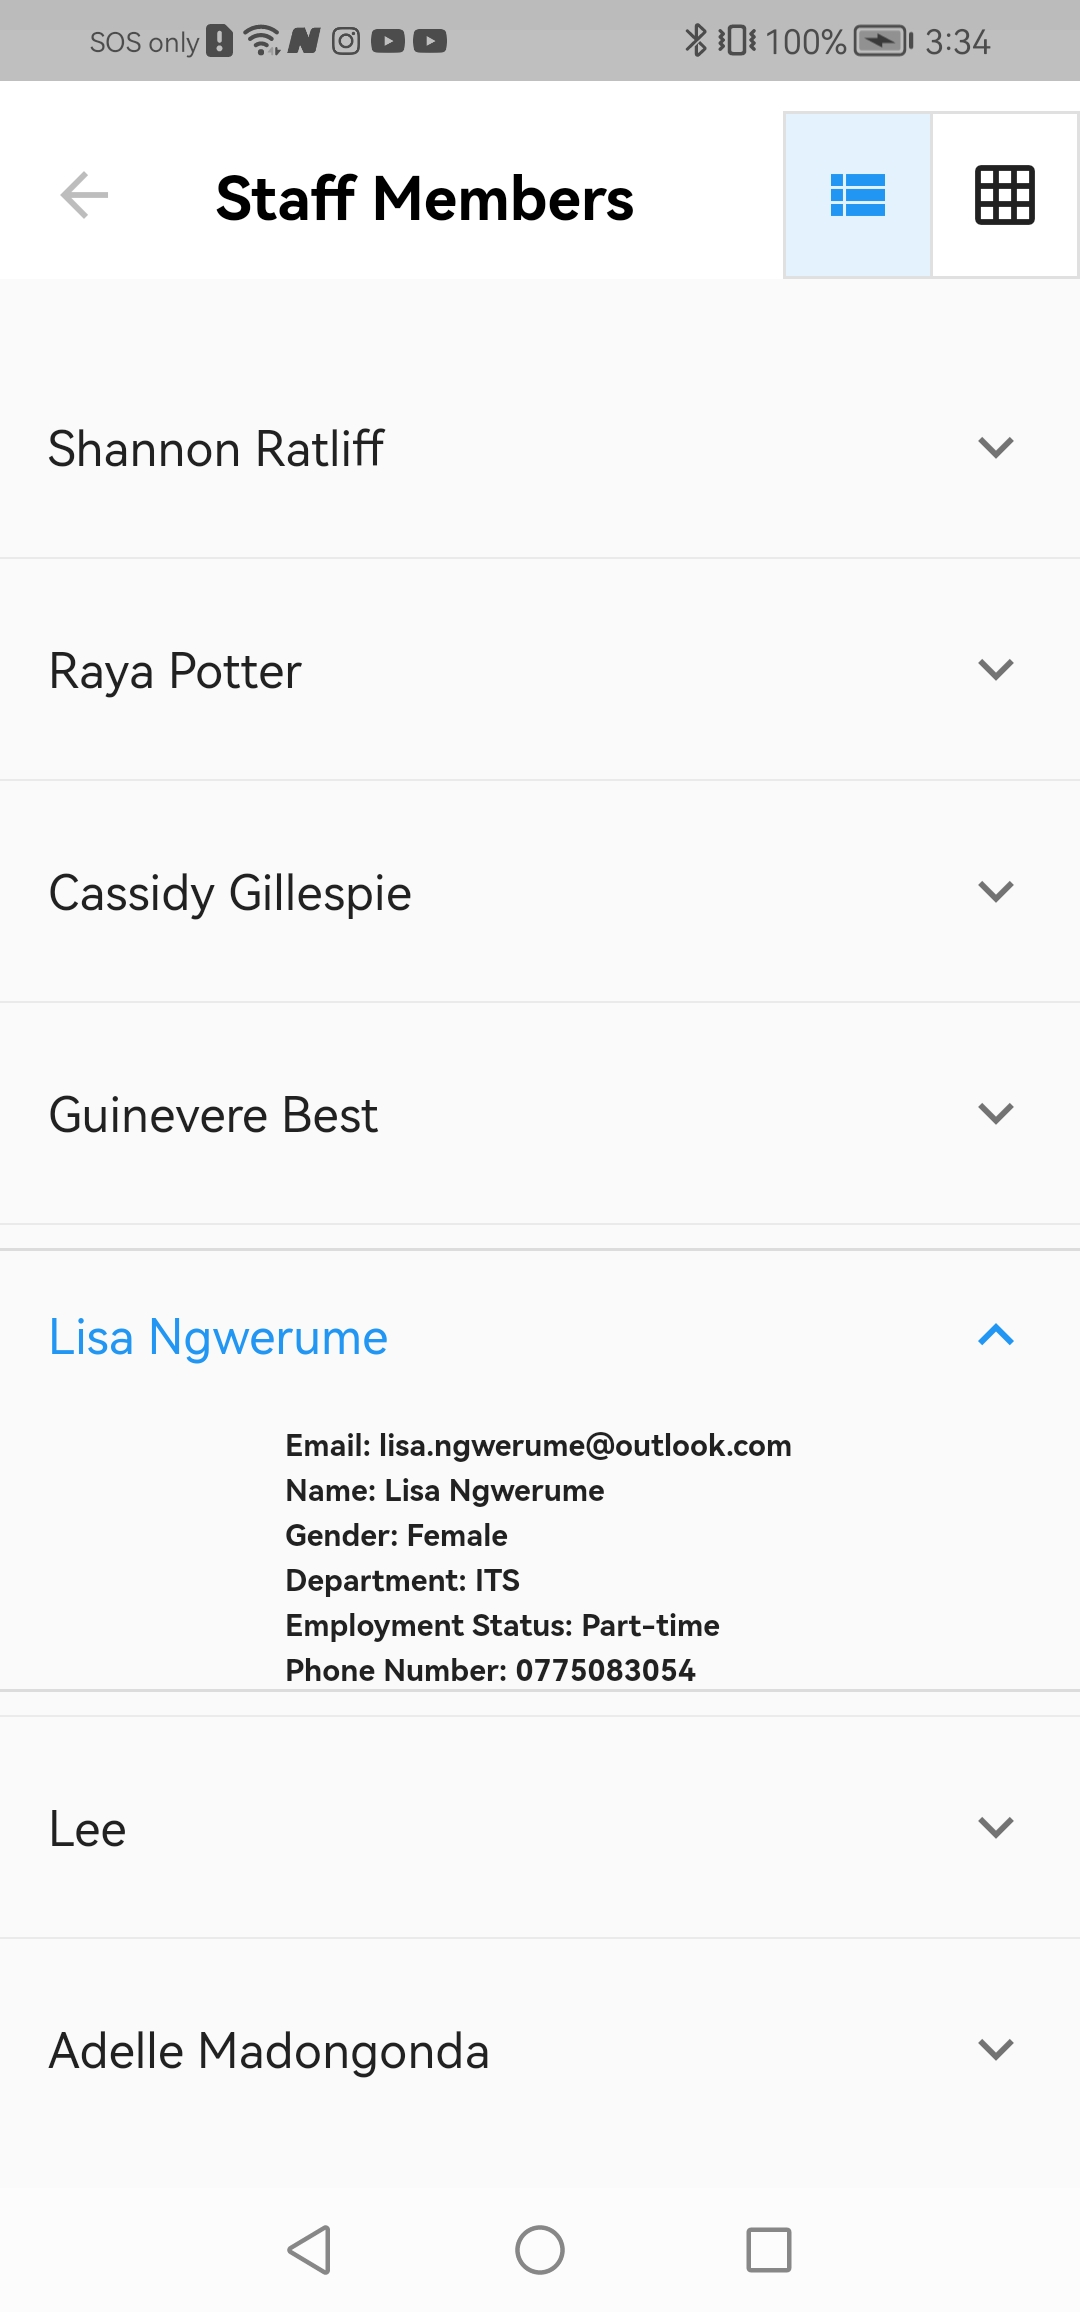 SOS only
100% 3:34
Staff Members
Shannon Ratliff
Raya Potter
Cassidy Gillespie
Guinevere Best
Lisa Ngwerume
Email: lisa.ngwerume@outlook.com
Name: Lisa Ngwerume
Gender: Female
Department: ITS
Employment Status: Part-time
Phone Number: 0775083054
Lee
Adelle Madongonda